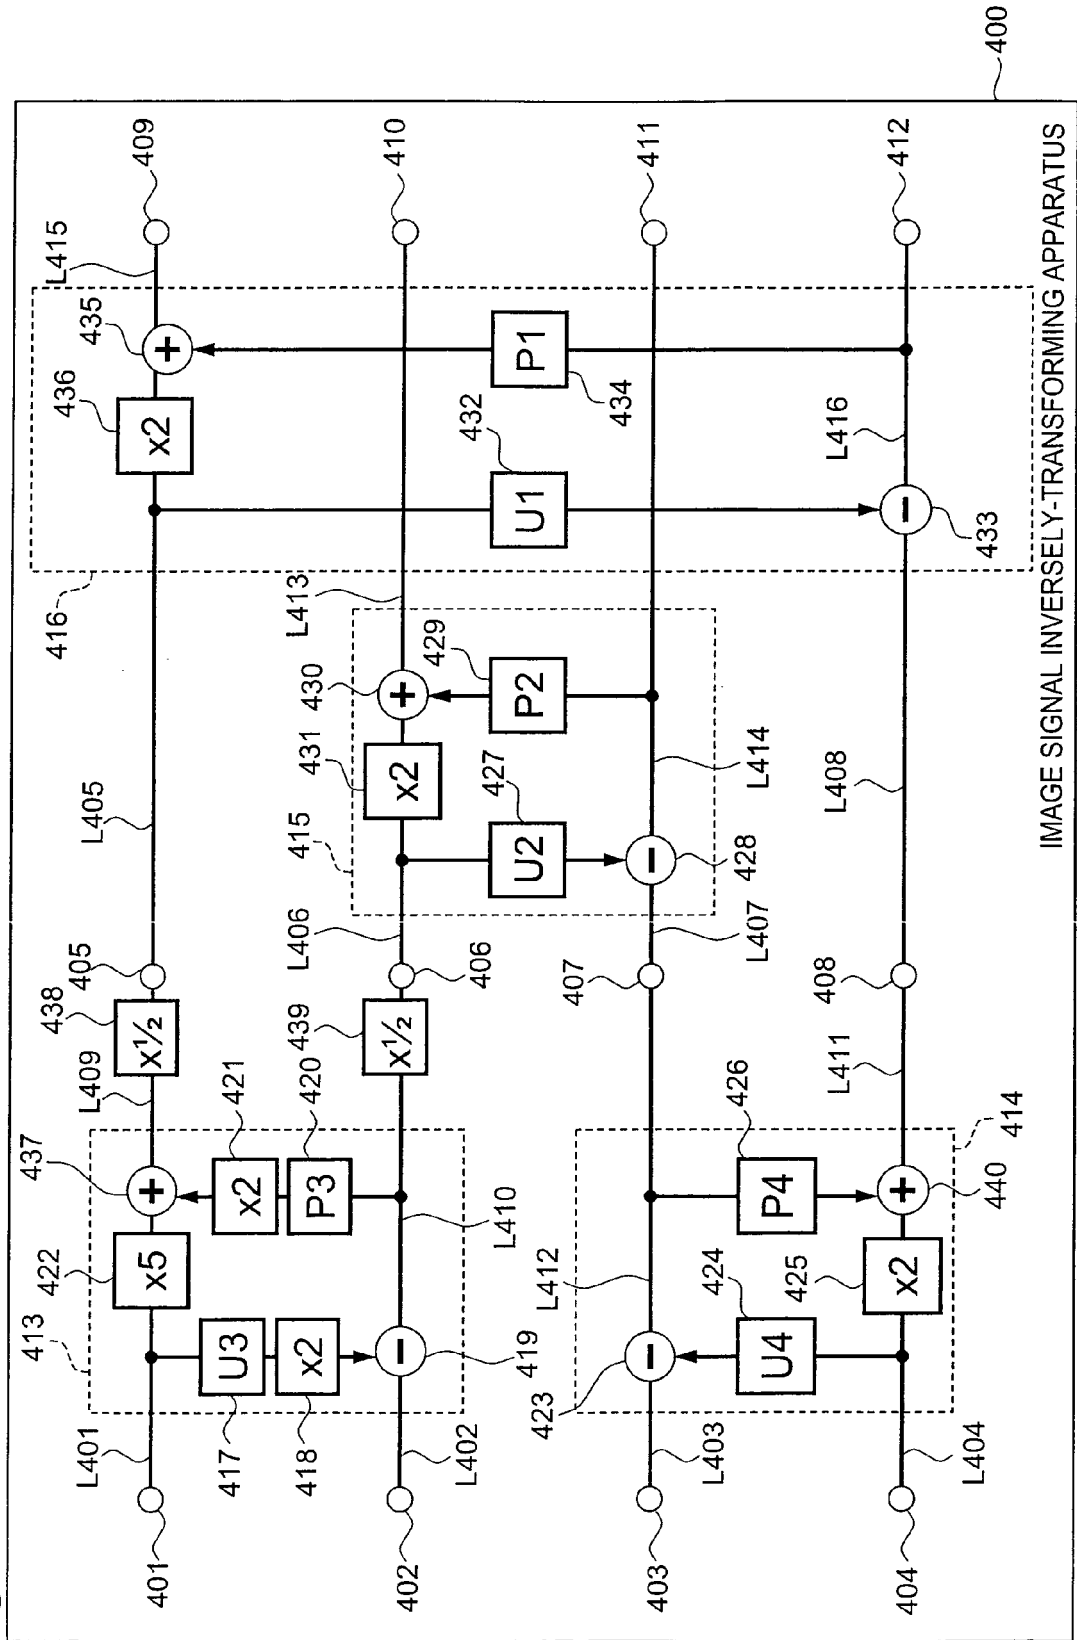 400
409
410
411
412
L415
435
436
x2
+
P1
434
432
U1
L416
−
433
416
L413
430
+
429
P2
431
x2
427
U2
415
L414
−
428
L405
L406
L407
L408
405
406
407
408
438
x½
439
x½
L409
L411
437
+
421
x2
420
P3
422
x5
413
U3
417
x2
418
−
419
L410
L412
426
P4
+
440
414
424
U4
425
x2
−
423
L401
L402
L403
L404
401
402
403
404
IMAGE SIGNAL INVERSELY-TRANSFORMING APPARATUS